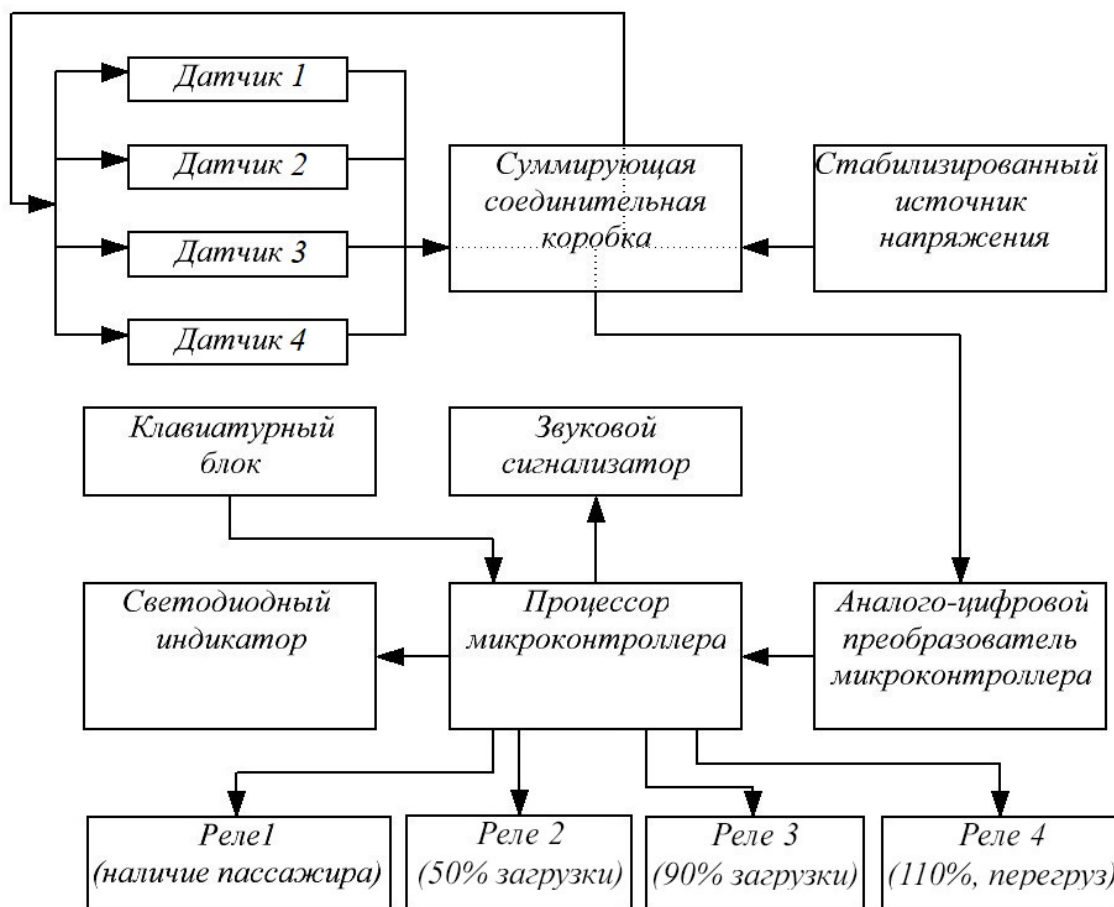 Датчик 1
Датчик 2
Датчик 3
Датчик 4
Суммирующая
соединительная
коробка
Стабилизированный
источник
напряжения
Клавиатурный
блок
Звуковой
сигнализатор
Светодиодный
индикатор
Процессор
микроконтроллера
Аналого-цифровой
преобразователь
микроконтроллера
Реле1
(наличие пассажира)
Реле 2
(50% загрузки)
Реле 3
(90% загрузки)
Реле 4
(110%, перегруз)